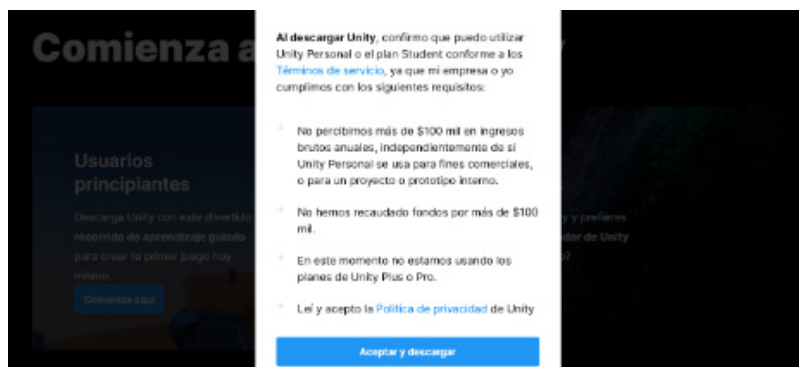 Comienza a
Al descargar Unity, confirmo que puedo utilizar
Unity Personal o el plan Student conforme a los
Términos de servicio, ya que mi empresa o yo
cumplimos con los siguientes requisitos:
No percibimos más de $100 mil en ingresos
brutos anuales, independientemente de si
Unity Personal se usa para fines comerciales,
o para un proyecto o prototipo interno.
No hemos recaudado fondos por más de $100
mil.
En este momento no estamos usando los
planes de Unity Plus o Pro.
Leí y acepto la Política de privacidad de Unity
Aceptar y descargar
Usuarios
principiantes
Descarga Unity con este divertido
recorrido de aprendizaje guiado
para crear tu primer juego hoy
mismo.
Comienza aquí
y y prefieres
dor de Unity
o?